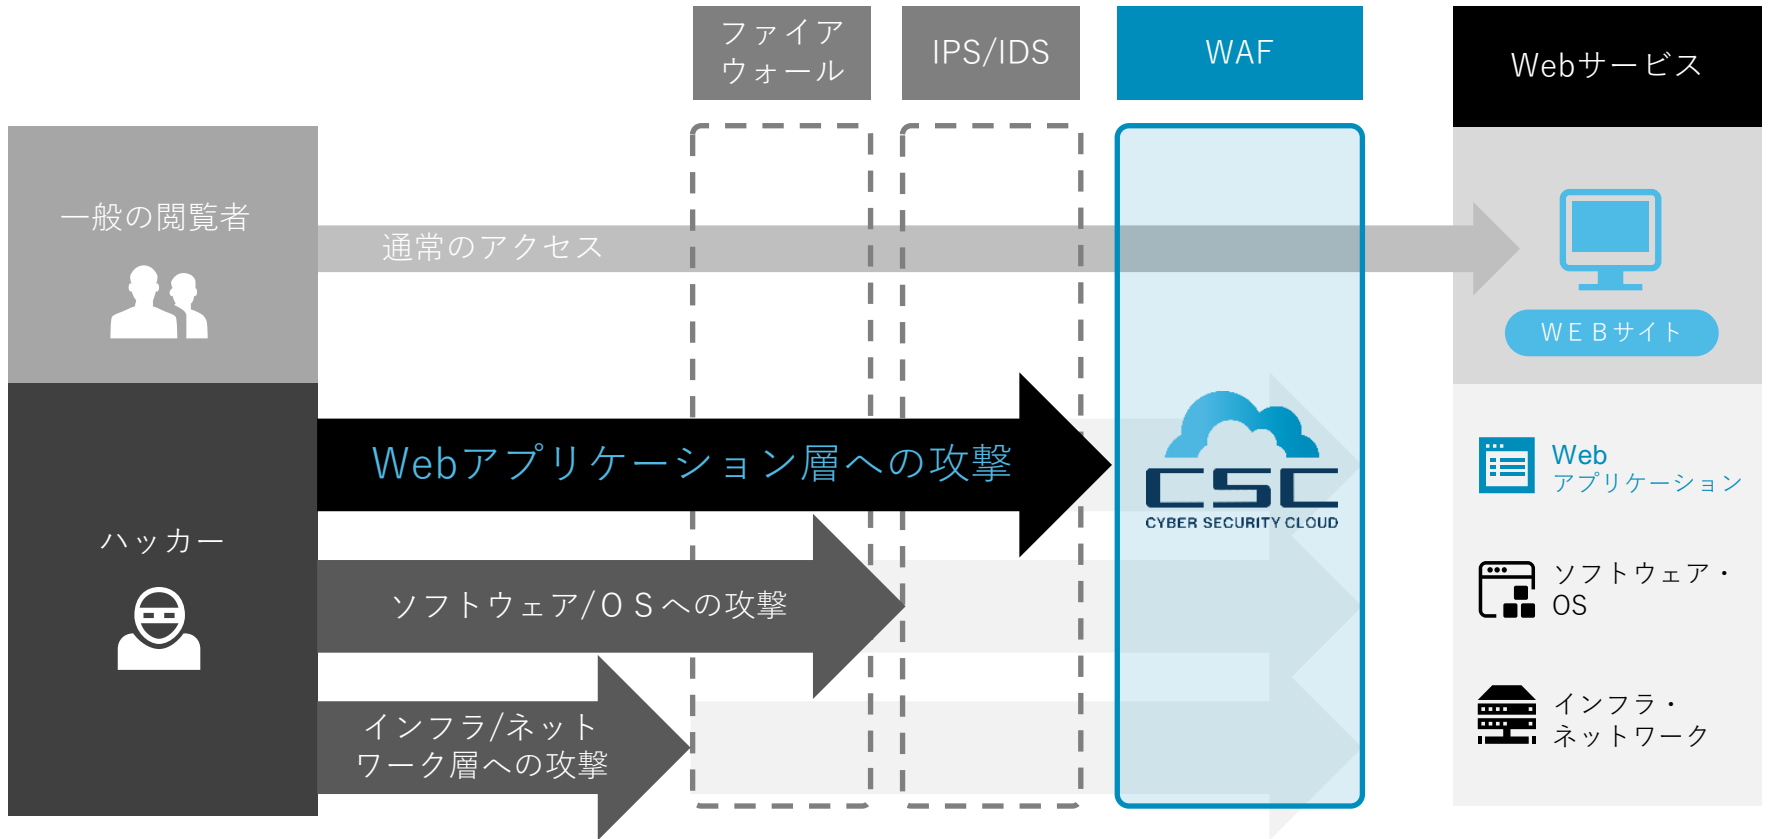 ファイア
ウォール
IPS/IDS
WAF
Webサービス
一般の閲覧者
通常のアクセス
WEBサイト
Webアプリケーション層への攻撃
CSC
CYBER SECURITY CLOUD
Web
アプリケーション
ハッカー
ソフトウェア/OSへの攻撃
ソフトウェア・
OS
インフラ/ネット
ワーク層への攻撃
インフラ・
ネットワーク